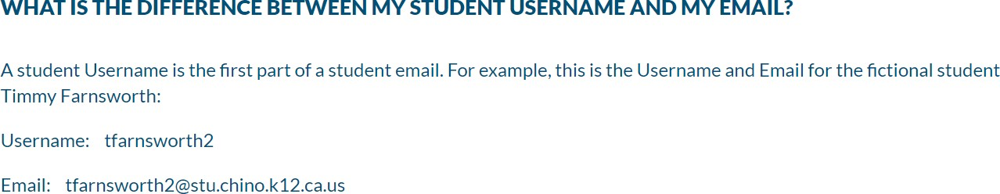 WHAT IS THE DIFFERENCE BETWEEN MY STUDENT USERNAME AND MY EMAIL?
A student Username is the first part of a student email. For example, this is the Username and Email for the fictional student
Timmy Farnsworth:
Username: tfarnsworth2
Email: tfarnsworth2@stu.chino.k12.ca.us